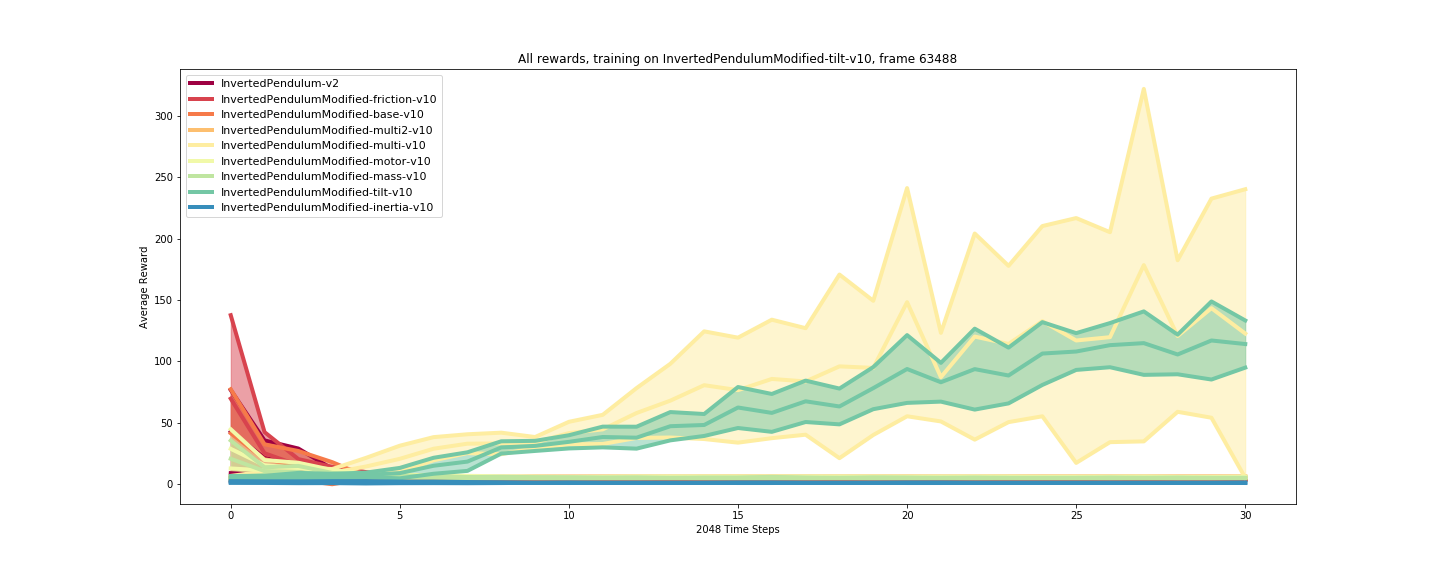 All rewards, training on InvertedPendulumModified-tilt-v10, frame 63488
InvertedPendulum-v2
InvertedPendulumModified-friction-v10
InvertedPendulumModified-base-v10
InvertedPendulumModified-multi2-v10
InvertedPendulumModified-multi-v10
InvertedPendulumModified-motor-v10
InvertedPendulumModified-mass-v10
InvertedPendulumModified-tilt-v10
InvertedPendulumModified-inertia-v10
Average Reward
300
250
200
150
100
50
0
0 5 10 15 20 25 30
2048 Time Steps